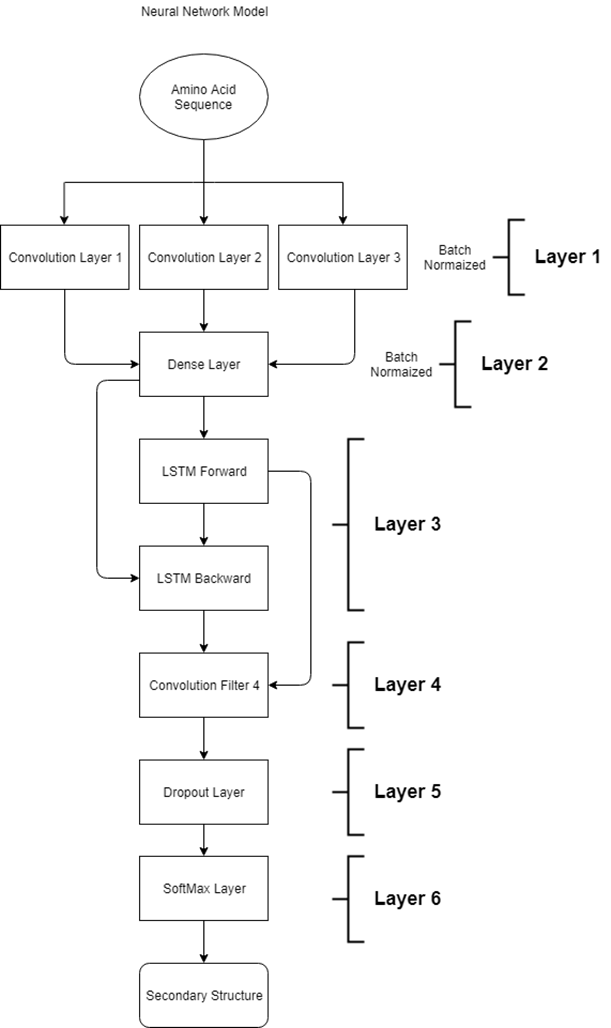 Neural Network Model
Amino Acid
Sequence
Convolution Layer 1
Convolution Layer 2
Convolution Layer 3
Batch
Normaized
Layer 1
Dense Layer
Batch
Normaized
Layer 2
LSTM Forward
Layer 3
LSTM Backward
Convolution Filter 4
Layer 4
Dropout Layer
Layer 5
SoftMax Layer
Layer 6
Secondary Structure